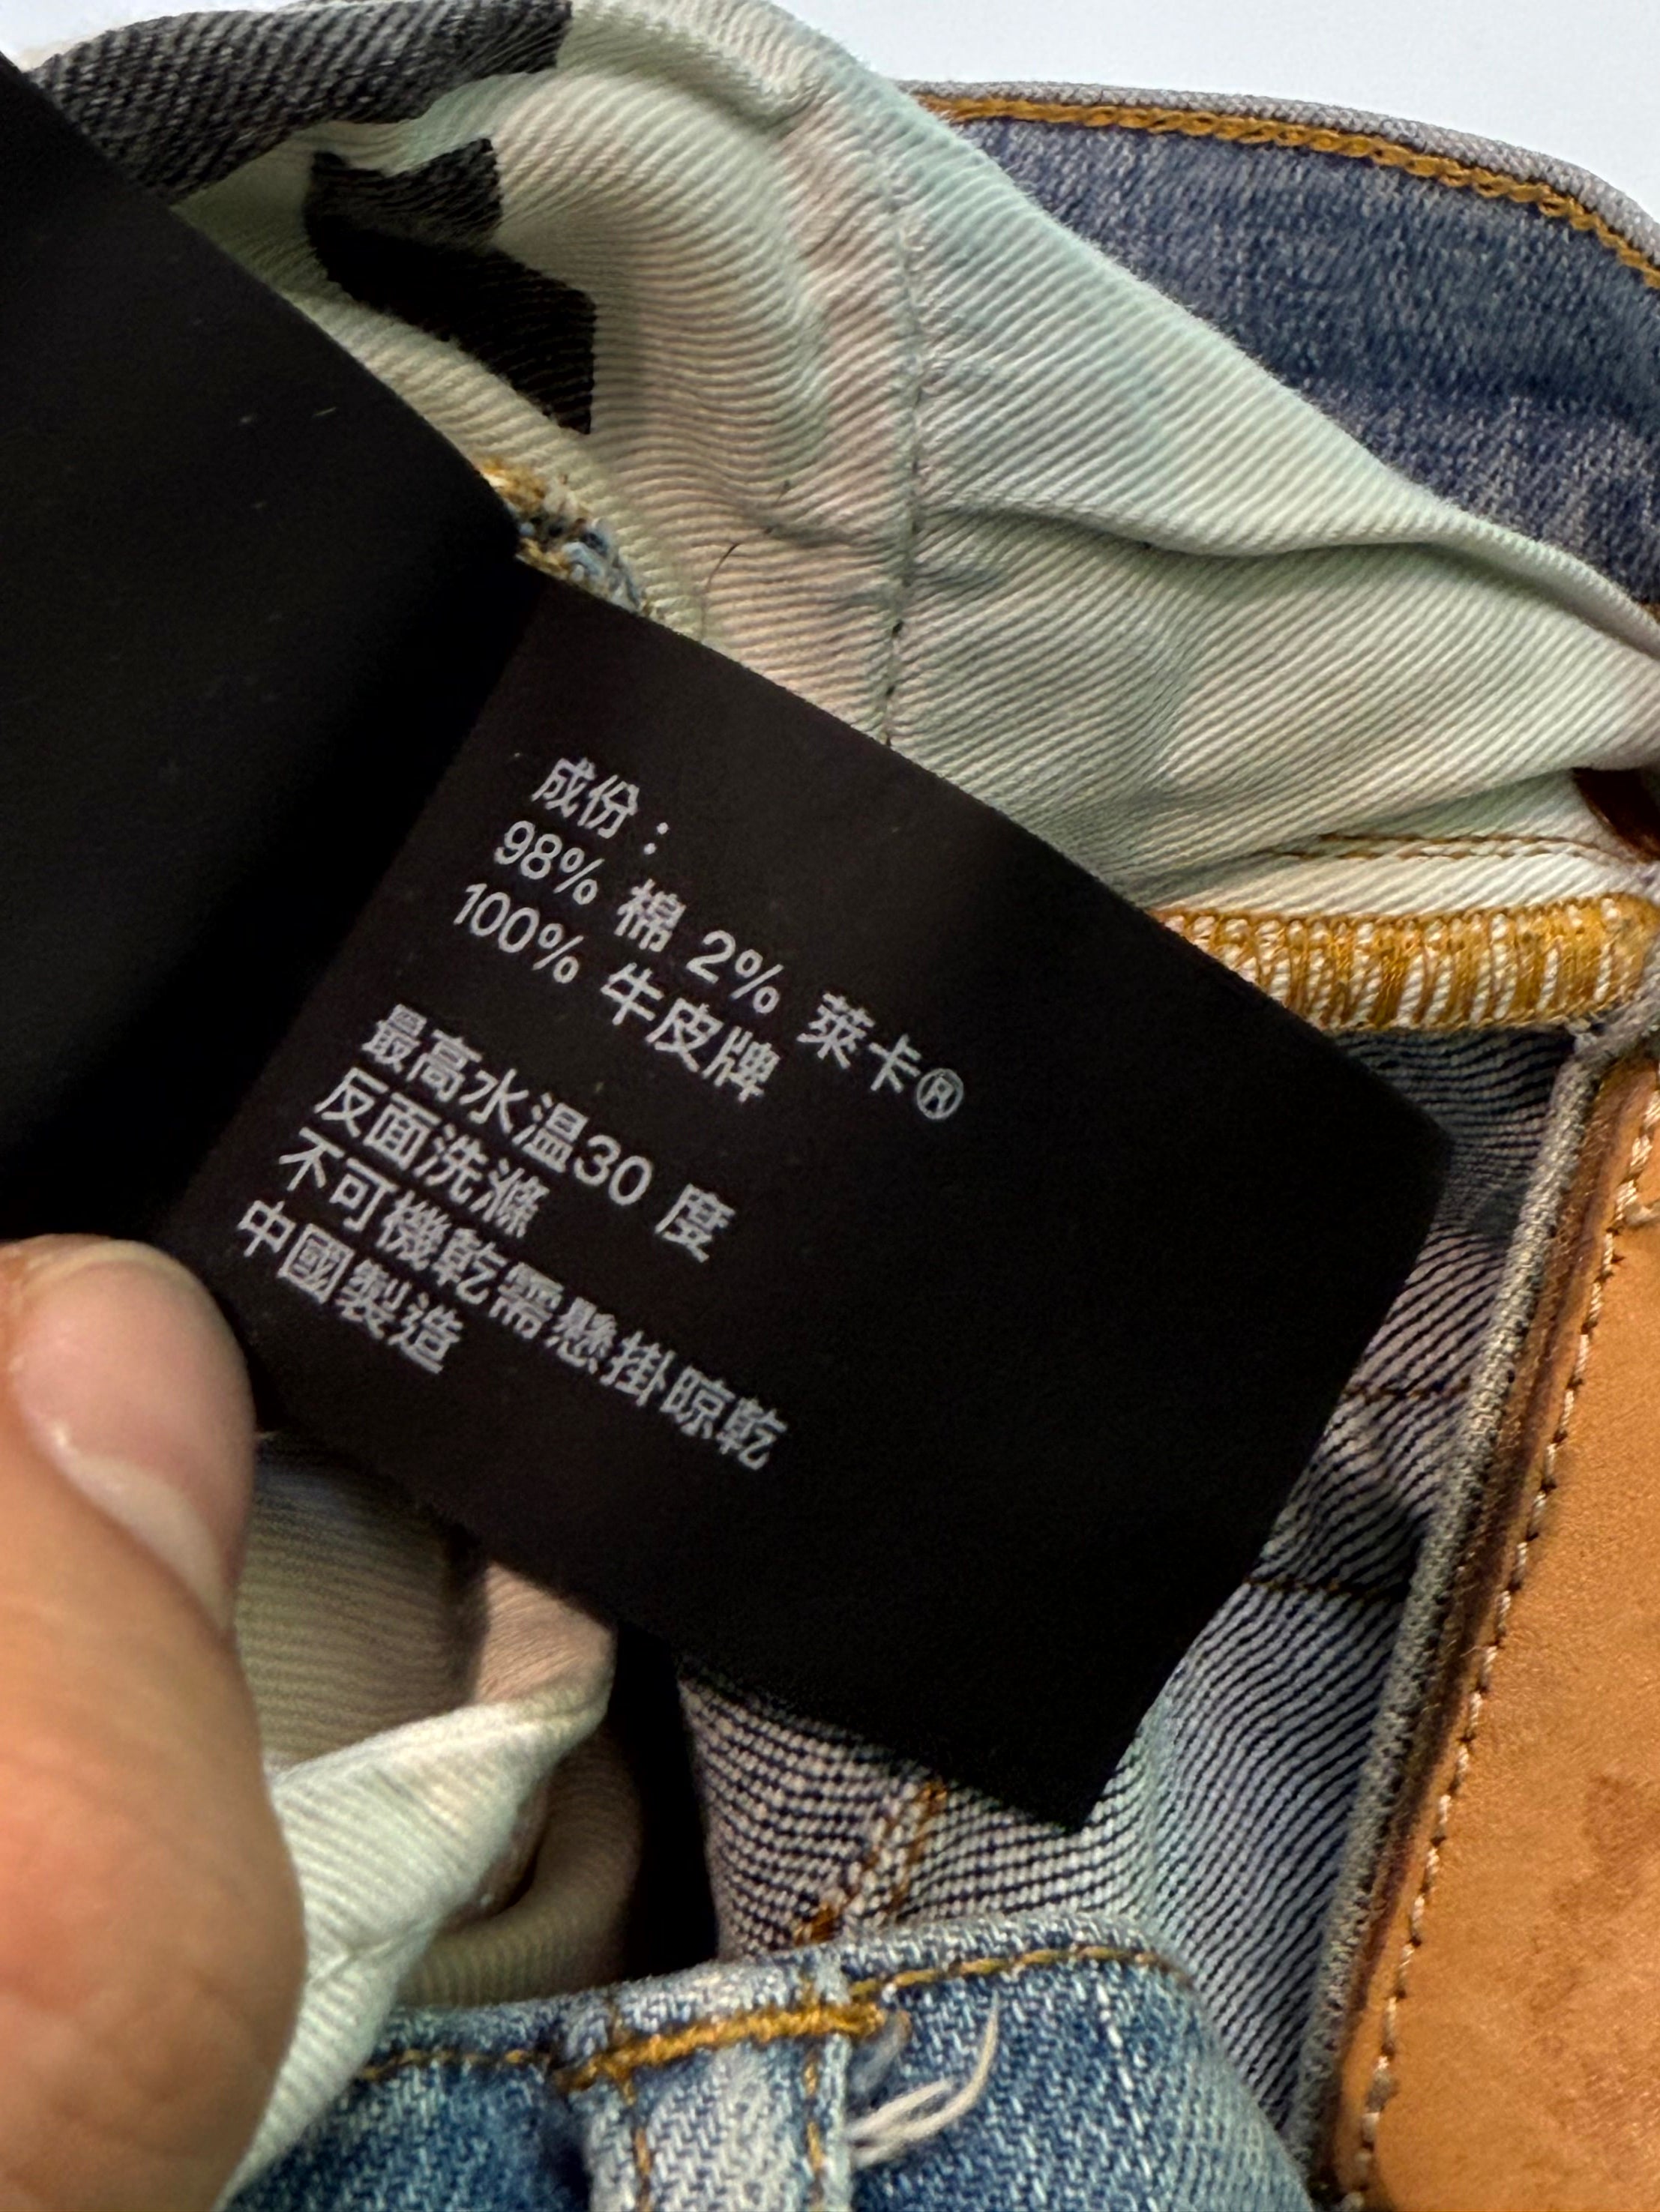 成份：
98% 棉 2% 萊卡®
100% 牛皮牌
最高水温30 度
反面洗滌
不可機乾需懸掛晾乾
中國製造